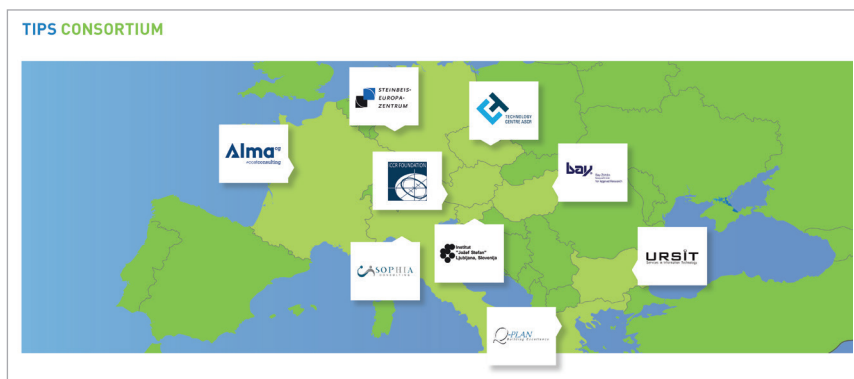 TIPS CONSORTIUM
STEINBEIS-
EUROPA-
ZENTRUM
TECHNOLOGY
CENTRE ASCR
Alma cg
CCR FOUNDATION
bay
SOPHIA
consulting
Institut
"Jožef Stefan"
Ljubljana, Slovenija
URSIT
Q-PLAN